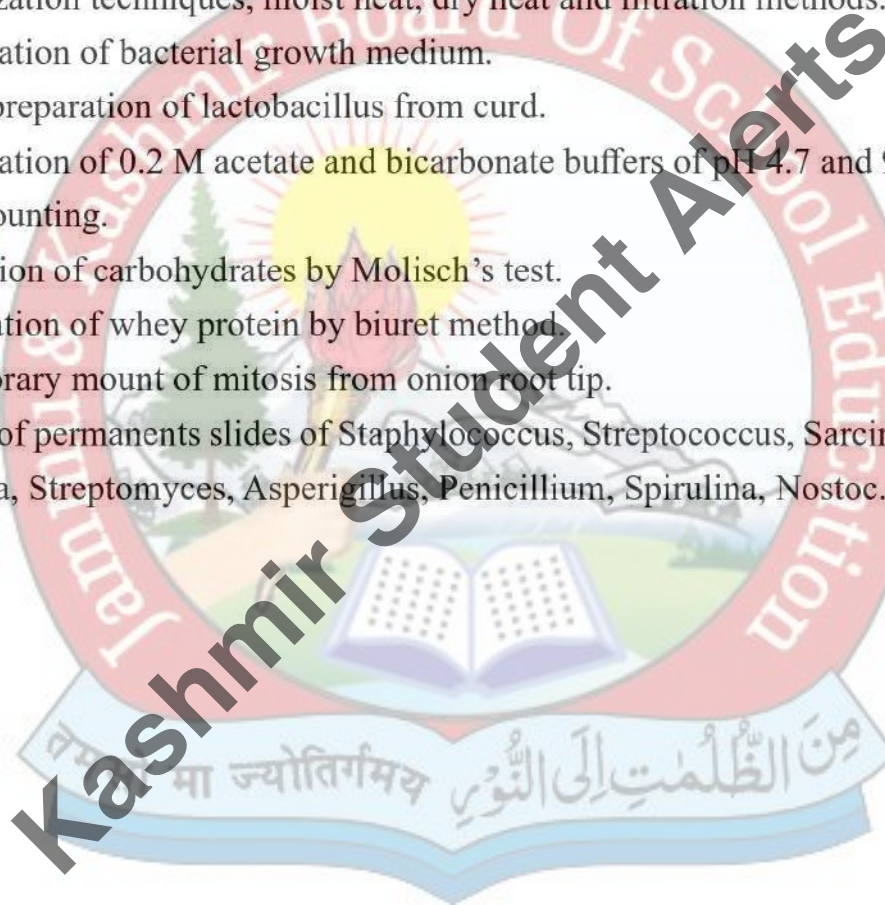 zation techniques, moist heat, dry heat and filtration methods.
ation of bacterial growth medium.
preparation of lactobacillus from curd.
ation of 0.2 M acetate and bicarbonate buffers of pH 4.7 and 9
ounting.
ion of carbohydrates by Molisch's test.
ation of whey protein by biuret method.
orary mount of mitosis from onion root tip.
of permanents slides of Staphylococcus, Streptococcus, Sarcin
a, Streptomyces, Asperigillus, Penicillium, Spirulina, Nostoc.
Jammu & Kashmir Board Of School Education
मा ज्योतिर्गमय
مِنَ الظُّلُمٰتِ اِلَى النُّوْرِ
Kashmir Student Alerts